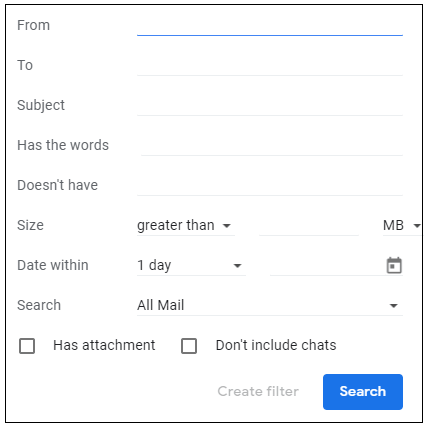 From
To
Subject
Has the words
Doesn't have
Size greater than MB
Date within 1 day
Search All Mail
Has attachment Don't include chats
Create filter Search